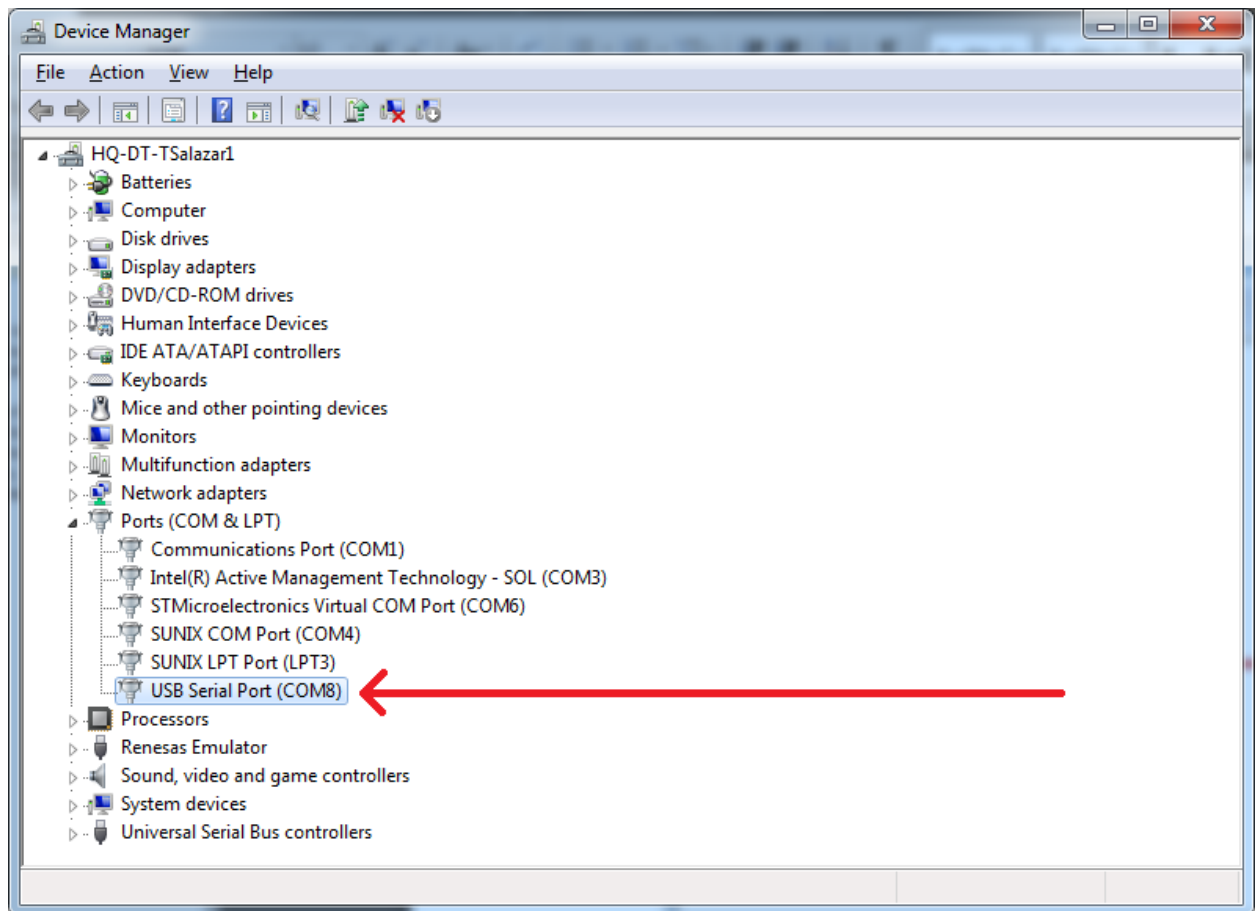 Device Manager
File Action View Help
HQ-DT-TSalazar1
Batteries
Computer
Disk drives
Display adapters
DVD/CD-ROM drives
Human Interface Devices
IDE ATA/ATAPI controllers
Keyboards
Mice and other pointing devices
Monitors
Multifunction adapters
Network adapters
Ports (COM & LPT)
Communications Port (COM1)
Intel(R) Active Management Technology - SOL (COM3)
STMicroelectronics Virtual COM Port (COM6)
SUNIX COM Port (COM4)
SUNIX LPT Port (LPT3)
USB Serial Port (COM8)
Processors
Renesas Emulator
Sound, video and game controllers
System devices
Universal Serial Bus controllers